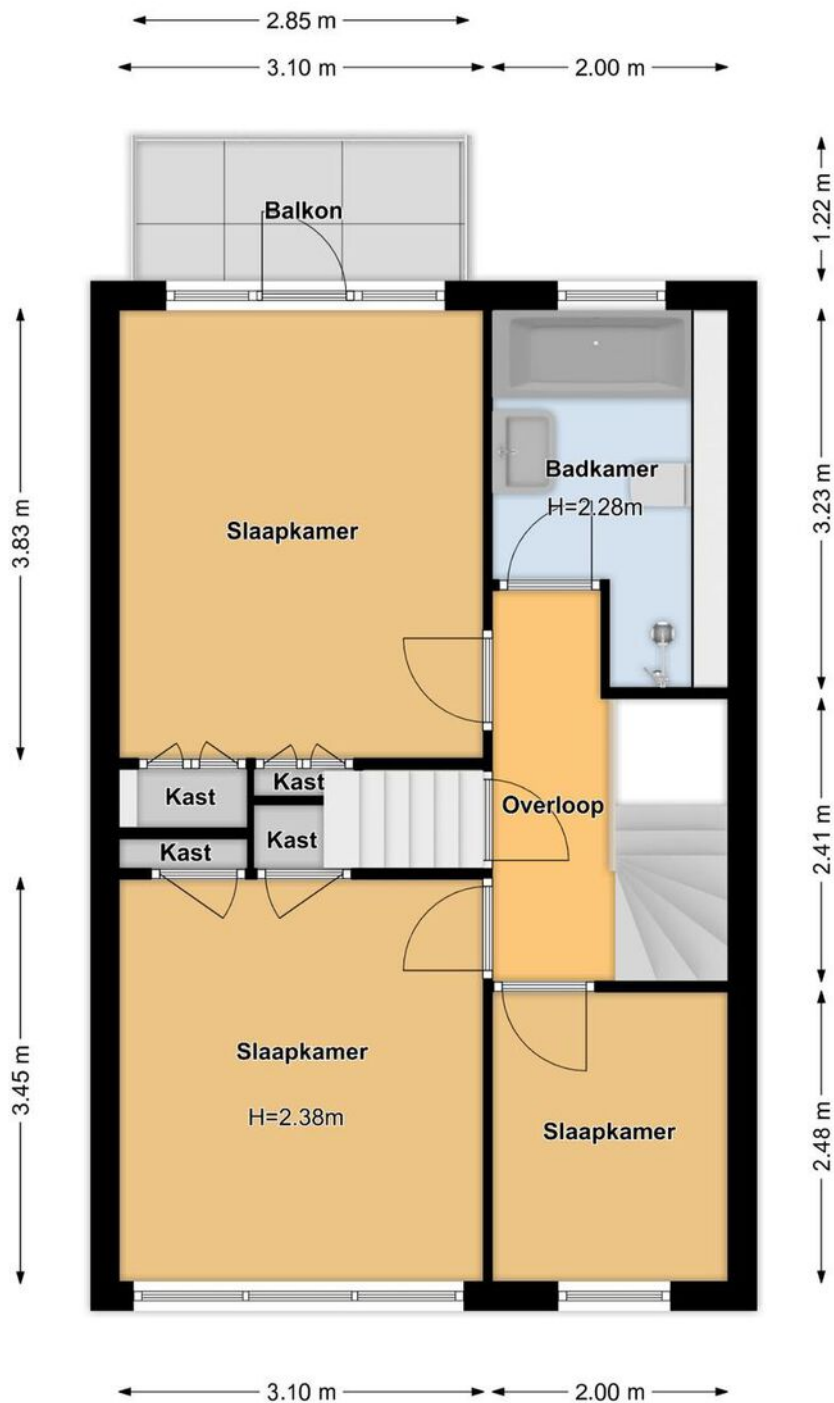 2.85 m
3.10 m
2.00 m
1.22 m
Balkon
3.83 m
3.23 m
Badkamer
H=2.28m
Slaapkamer
Kast
Kast
Overloop
Kast
Kast
2.41 m
Slaapkamer
H=2.38m
3.45 m
Slaapkamer
2.48 m
3.10 m
2.00 m